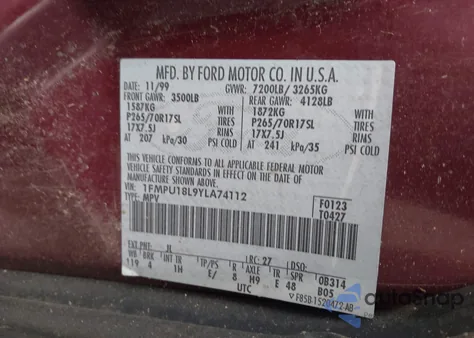 MFD. BY FORD MOTOR CO. IN U.S.A.
DATE: 11/99 GVWR: 7200LB/ 3265KG
FRONT GAWR: 3500LB REAR GAWR: 4128LB
1587KG WITH 1872KG WITH
P265/70R17SL TIRES P265/70R17SL TIRES
17X7.5J RIMS 17X7.5J RIMS
AT 207 kPa/30 PSI COLD AT 241 kPa/35 PSI COLD
THIS VEHICLE CONFORMS TO ALL APPLICABLE FEDERAL MOTOR
VEHICLE SAFETY STANDARDS IN EFFECT ON THE DATE OF
MANUFACTURE SHOWN ABOVE.
VIN: 1FMPU18L9YLA74112 F0123
TYPE: MPV T0427
EXT PNT: JL RC: 27 DSO:
WB BRK INT TR TP/PS R AXLE TR SPR 0B314
119 4 1H E/ 8 H9 E 48 B05
UTC
autoshop